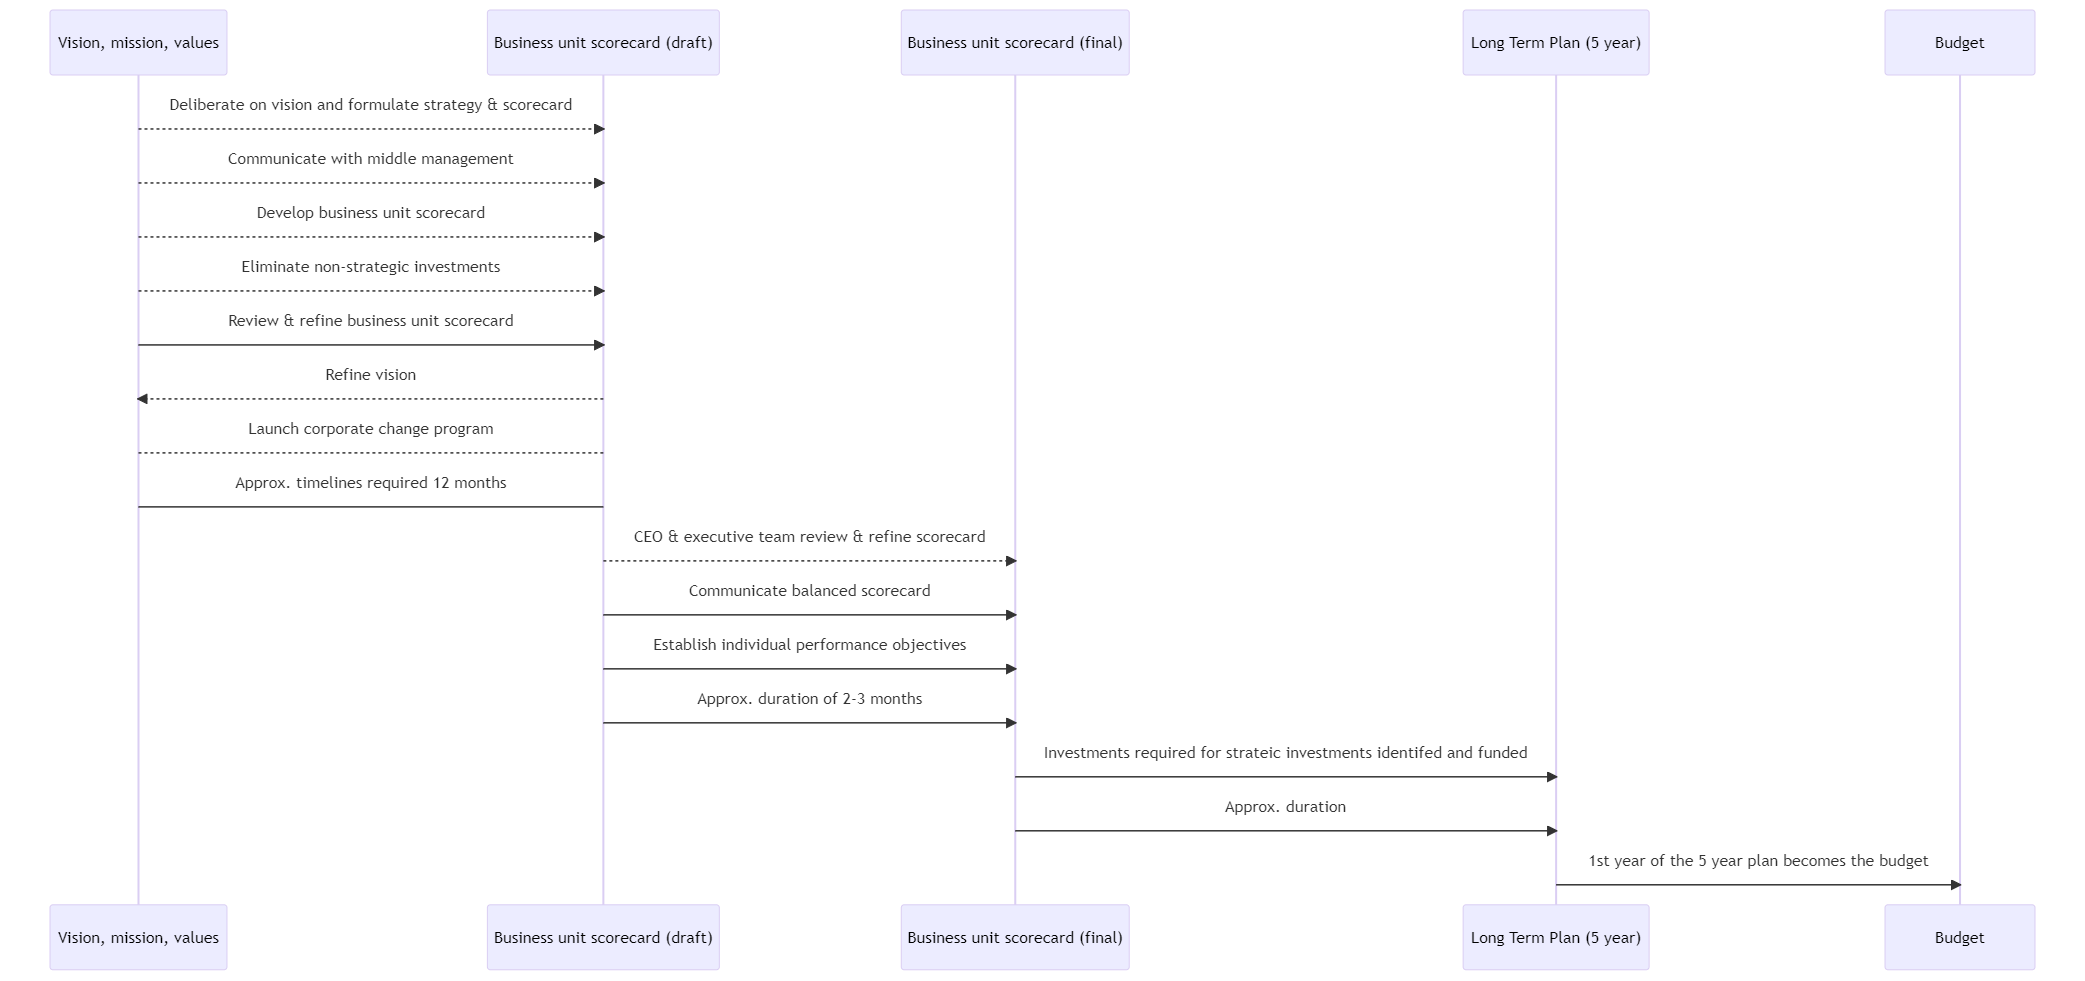 Vision, mission, values
Business unit scorecard (draft)
Business unit scorecard (final)
Long Term Plan (5 year)
Budget
Deliberate on vision and formulate strategy & scorecard
Communicate with middle management
Develop business unit scorecard
Eliminate non-strategic investments
Review & refine business unit scorecard
Refine vision
Launch corporate change program
Approx. timelines required 12 months
CEO & executive team review & refine scorecard
Communicate balanced scorecard
Establish individual performance objectives
Approx. duration of 2-3 months
Investments required for strateic investments identifed and funded
Approx. duration
1st year of the 5 year plan becomes the budget
Vision, mission, values
Business unit scorecard (draft)
Business unit scorecard (final)
Long Term Plan (5 year)
Budget